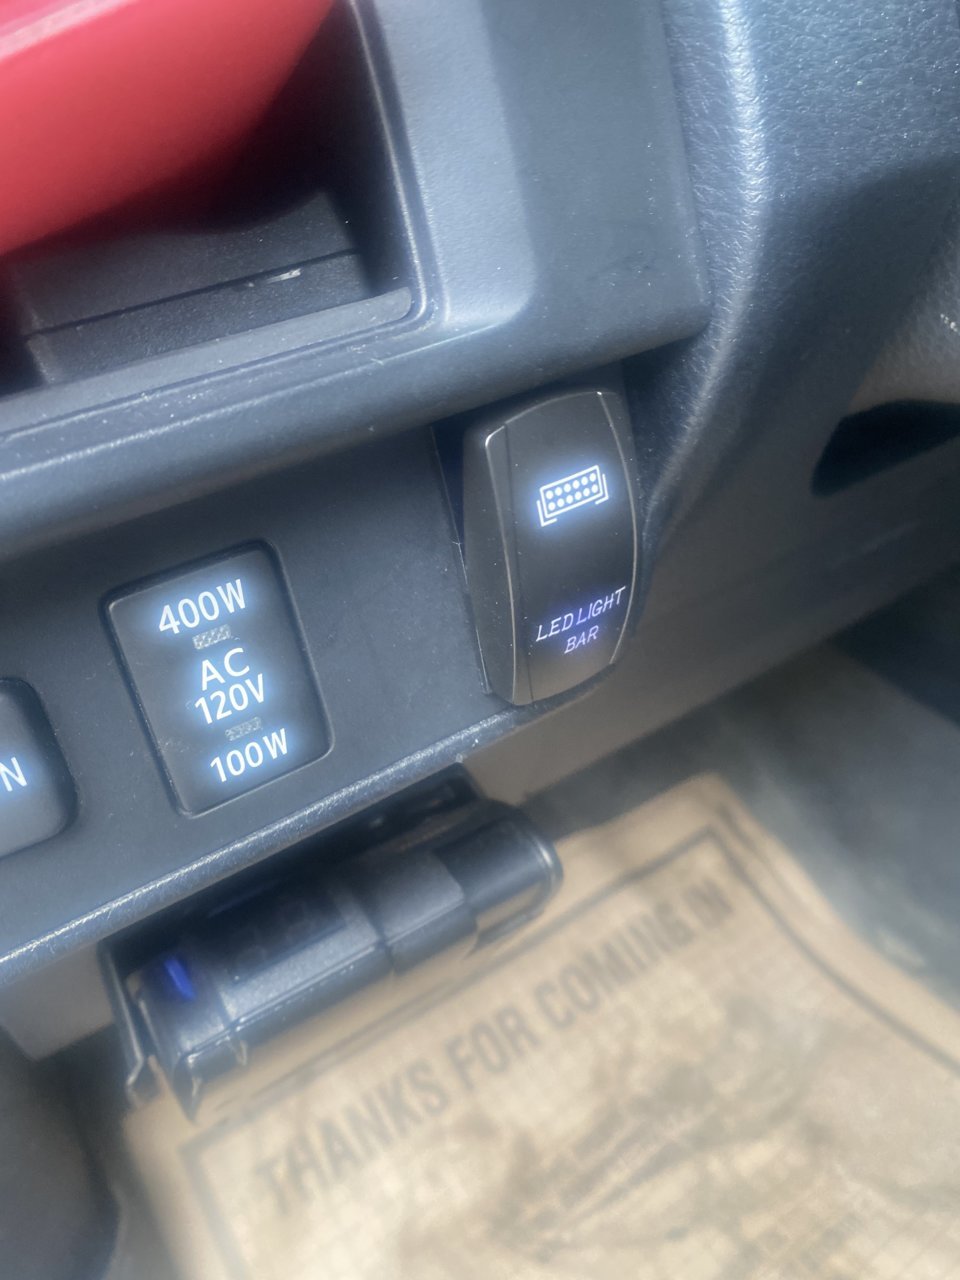 N
400W
AC
120V
100W
LED LIGHT
BAR
THANKS FOR COMING IN